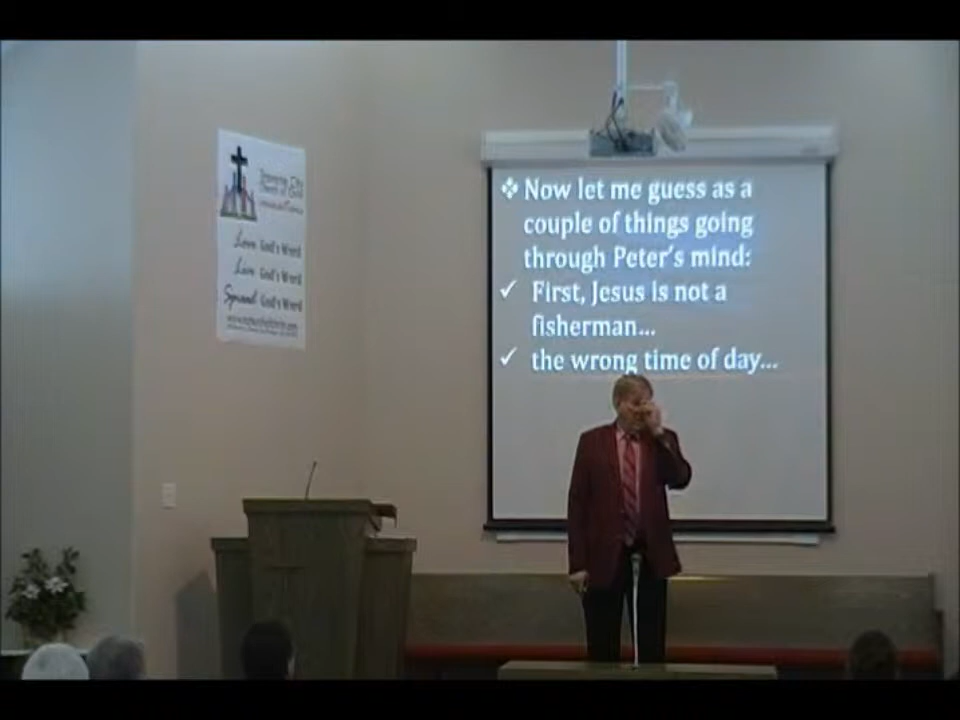 Love God's Word
Live God's Word
Spread God's Word
❖ Now let me guess as a
couple of things going
through Peter's mind:
✓ First, Jesus is not a
fisherman...
✓ the wrong time of day...